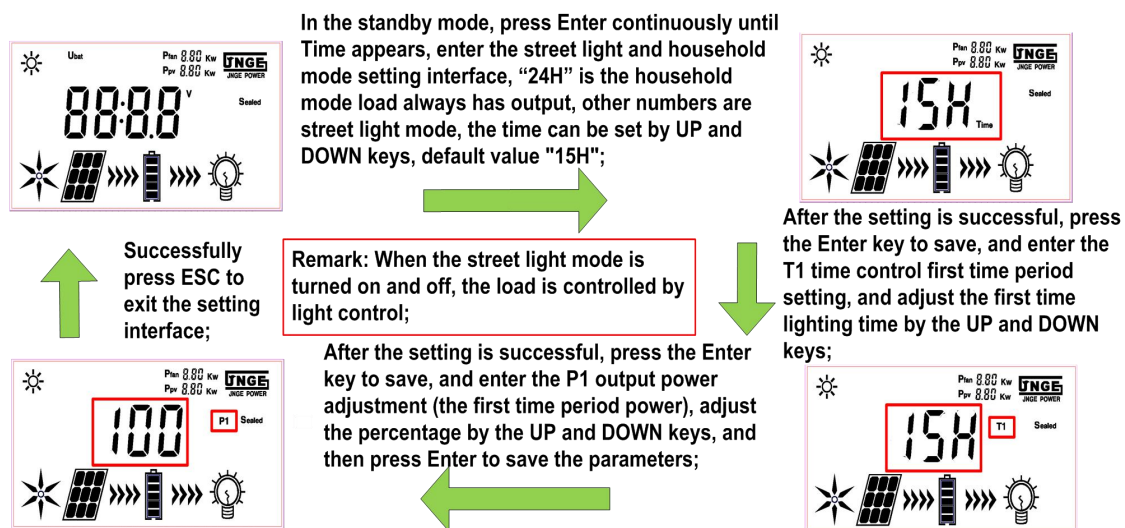 In the standby mode, press Enter continuously until
Time appears, enter the street light and household
mode setting interface, “24H” is the household
mode load always has output, other numbers are
street light mode, the time can be set by UP and
DOWN keys, default value "15H";
Ubat
Pfan 8.80 Kw
Ppv 8.80 Kw
JNGE
JNGE POWER
88:8.8 V
Sealed
Pfan 8.80 Kw
Ppv 8.80 Kw
JNGE
JNGE POWER
15H
Time
Sealed
After the setting is successful, press
the Enter key to save, and enter the
T1 time control first time period
setting, and adjust the first time
lighting time by the UP and DOWN
keys;
Successfully
press ESC to
exit the setting
interface;
Remark: When the street light mode is
turned on and off, the load is controlled by
light control;
After the setting is successful, press the Enter
key to save, and enter the P1 output power
adjustment (the first time period power), adjust
the percentage by the UP and DOWN keys, and
then press Enter to save the parameters;
Pfan 8.80 Kw
Ppv 8.80 Kw
JNGE
JNGE POWER
100
P1 Sealed
Pfan 8.80 Kw
Ppv 8.80 Kw
JNGE
JNGE POWER
15H
T1 Sealed